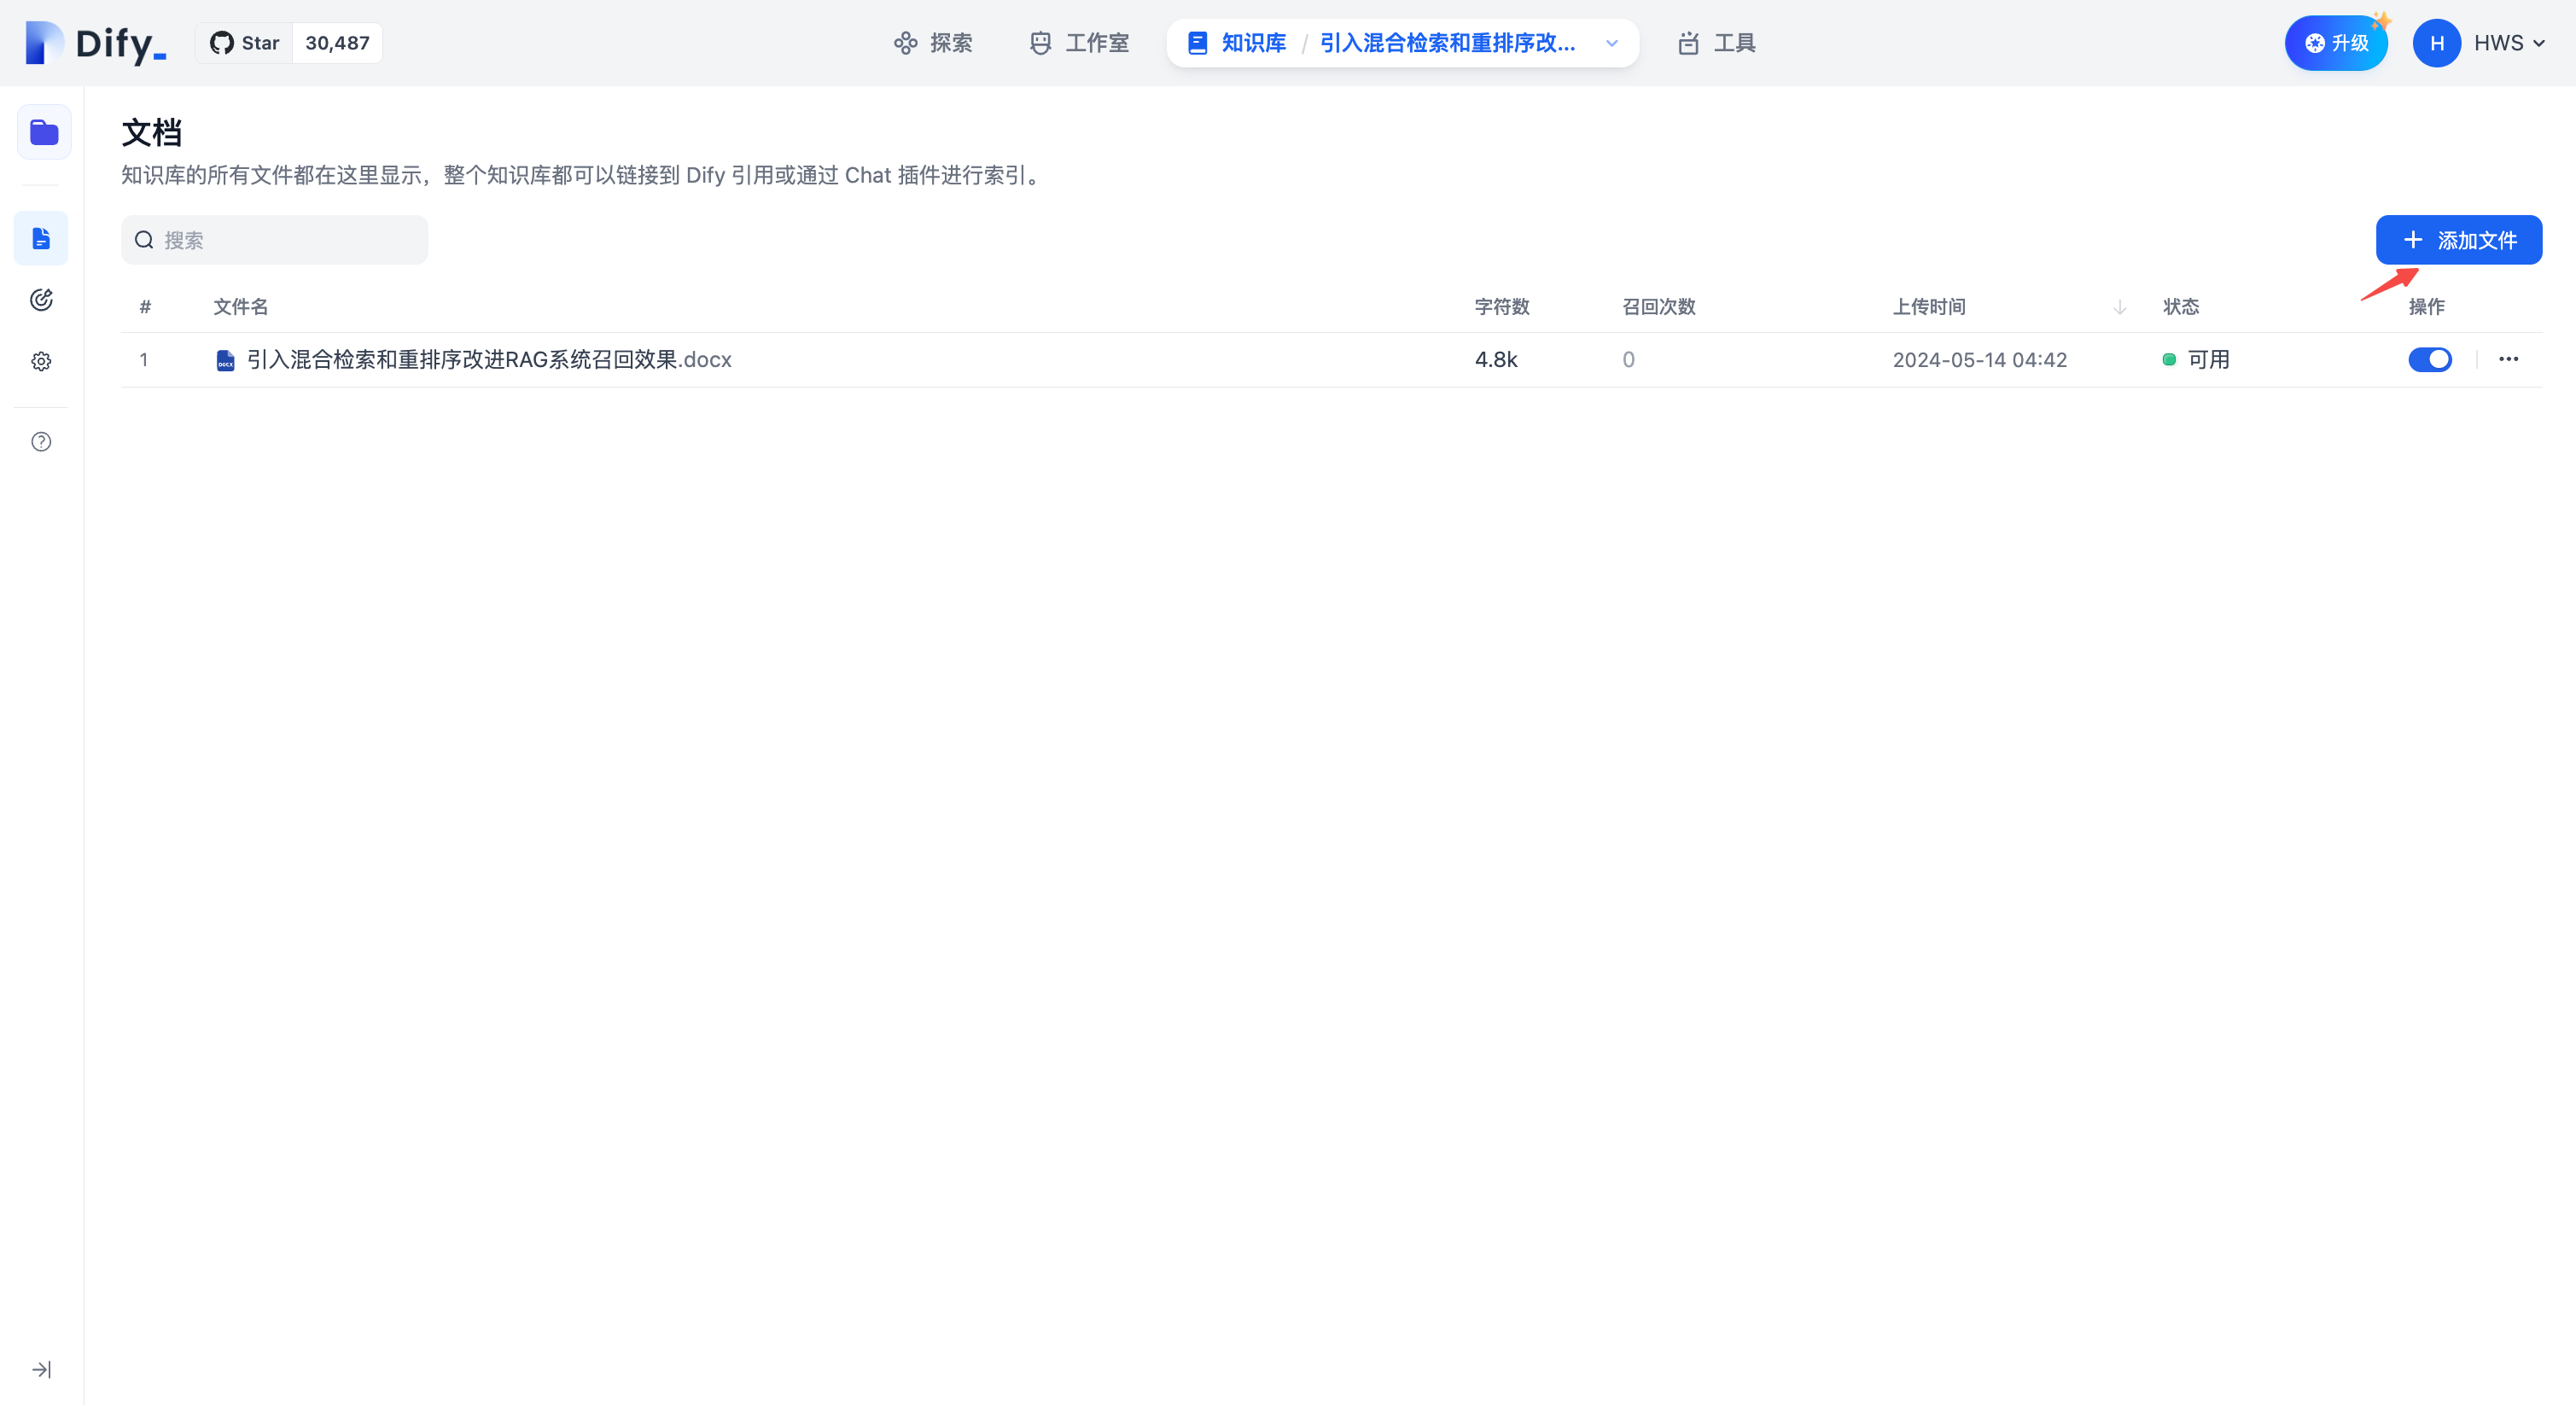 Dify_
Star 30,487
探索
工作室
知识库 / 引入混合检索和重排序改...
工具
升级
H HWS
文档
知识库的所有文件都在这里显示，整个知识库都可以链接到 Dify 引用或通过 Chat 插件进行索引。
搜索
添加文件
# 文件名 字符数 召回次数 上传时间 状态 操作
1 DOCX 引入混合检索和重排序改进RAG系统召回效果.docx 4.8k 0 2024-05-14 04:42 可用